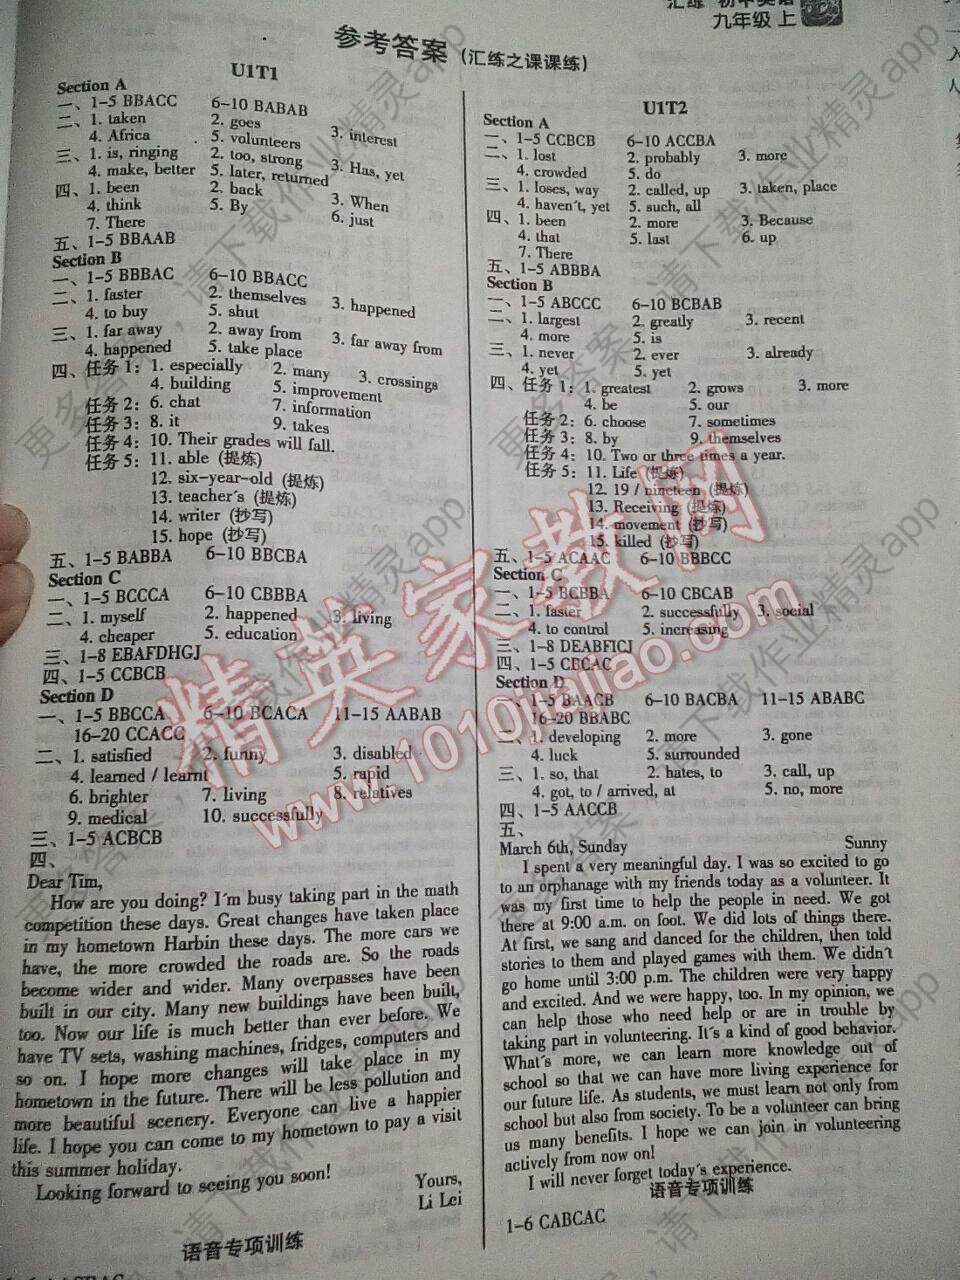 汇练 初中英语
九年级 上
参考答案 (汇练之课课练)
U1T1
Section A
一、1-5 BBACC 6-10 BABAB
二、1. taken 2. goes 3. interest
4. Africa 5. volunteers
三、1. is, ringing 2. too, strong 3. Has, yet
4. make, better 5. later, returned
四、1. been 2. back 3. When
4. think 5. By 6. just
7. There
五、1-5 BBAAB
Section B
一、1-5 BBBAC 6-10 BBACC
二、1. faster 2. themselves 3. happened
4. to buy 5. shut
三、1. far away 2. away from 3. far away from
4. happened 5. take place
四、任务 1: 1. especially 2. many 3. crossings
4. building 5. improvement
任务 2: 6. chat 7. information
任务 3: 8. it 9. takes
任务 4: 10. Their grades will fall.
任务 5: 11. able (提炼)
12. six-year-old (提炼)
13. teacher's (提炼)
14. writer (抄写)
15. hope (抄写)
五、1-5 BABBA 6-10 BBCBA
Section C
一、1-5 BCCCA 6-10 CBBBA
二、1. myself 2. happened 3. living
4. cheaper 5. education
三、1-8 EBAFDHGJ
四、1-5 CCBCB
Section D
一、1-5 BBCCA 6-10 BCACA 11-15 AABAB
16-20 CCACC
二、1. satisfied 2. funny 3. disabled
4. learned / learnt 5. rapid
6. brighter 7. living 8. relatives
9. medical 10. successfully
三、1-5 ACBCB
四、
Dear Tim,
How are you doing? I'm busy taking part in the math
competition these days. Great changes have taken place
in my hometown Harbin these days. The more cars we
have, the more crowded the roads are. So the roads
become wider and wider. Many overpasses have been
built in our city. Many new buildings have been built,
too. Now our life is much better than ever before. We
have TV sets, washing machines, fridges, computers and
so on. I hope more changes will take place in my
hometown in the future. There will be less pollution and
more beautiful scenery. Everyone can live a happier
life. I hope you can come to my hometown to pay a visit
this summer holiday.
Looking forward to seeing you soon!
Yours,
Li Lei
语音专项训练
U1T2
Section A
一、1-5 CCBCB 6-10 ACCBA
二、1. lost 2. probably 3. more
4. crowded 5. do
三、1. loses, way 2. called, up 3. taken, place
4. haven't, yet 5. such, all
四、1. been 2. more 3. Because
4. that 5. last 6. up
7. There
五、1-5 ABBBA
Section B
一、1-5 ABCCC 6-10 BCBAB
二、1. largest 2. greatly 3. recent
4. more 5. is
三、1. never 2. ever 3. already
4. yet 5. yet
四、任务 1: 1. greatest 2. grows 3. more
4. be 5. our
任务 2: 6. choose 7. sometimes
任务 3: 8. by 9. themselves
任务 4: 10. Two or three times a year.
任务 5: 11. Life (提炼)
12. 19 / nineteen (提炼)
13. Receiving (提炼)
14. movement (抄写)
15. killed (抄写)
五、1-5 ACAAC 6-10 BBBCC
Section C
一、1-5 BCBBA 6-10 CBCAB
二、1. faster 2. successfully 3. social
4. to control 5. increasing
三、1-8 DEABFICJ
四、1-5 CBCAC
Section D
一、1-5 BAACB 6-10 BACBA 11-15 ABABC
16-20 BBABC
二、1. developing 2. more 3. gone
4. luck 5. surrounded
三、1. so, that 2. hates, to 3. call, up
4. got, to / arrived, at 5. no, more
四、1-5 AACCB
五、
March 6th, Sunday Sunny
I spent a very meaningful day. I was so excited to go
to an orphanage with my friends today as a volunteer. It
was my first time to help the people in need. We got
there at 9:00 a.m. on foot. We did lots of things there.
At first, we sang and danced for the children, then told
stories to them and played games with them. We didn't
go home until 3:00 p.m. The children were very happy
and excited. And we were happy, too. In my opinion, we
can help those who need help or are in trouble by
taking part in volunteering. It's a kind of good behavior.
What's more, we can learn more knowledge out of
school so that we can have more living experience for
our future life. As students, we must learn not only from
school but also from society. To be a volunteer can bring
us many benefits. I hope we can join in volunteering
actively from now on!
I will never forget today's experience.
语音专项训练
1-6 CABCAC
精英家教网
www.1010jiajiao.com
更多答案，请下载作业精灵app